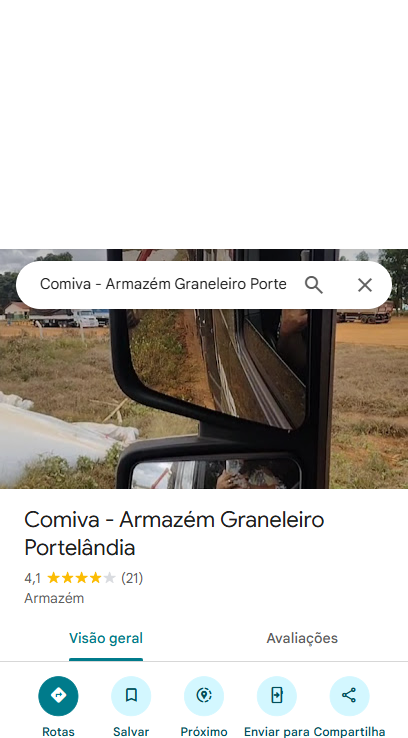 Comiva - Armazém Graneleiro Porte
Comiva - Armazém Graneleiro
Portelândia
4,1 (21)
Armazém
Visão geral Avaliações
Rotas Salvar Próximo Enviar para Compartilha